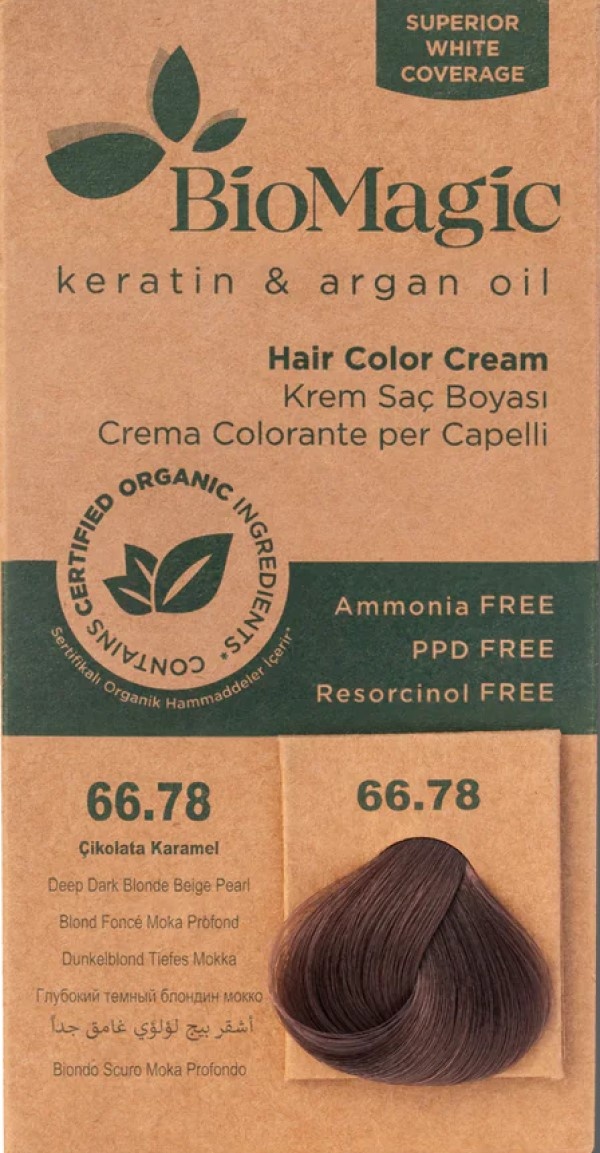 SUPERIOR
WHITE
COVERAGE
BioMagic
keratin & argan oil
Hair Color Cream
Krem Saç Boyası
Crema Colorante per Capelli
CONTAINS CERTIFIED ORGANIC INGREDIENTS*
Sertifikalı Organik Hammaddeler İçerir*
Ammonia FREE
PPD FREE
Resorcinol FREE
66.78
Çikolata Karamel
Deep Dark Blonde Beige Pearl
Blond Foncé Moka Profond
Dunkelblond Tiefes Mokka
Глубокий темный блондин мокко
أشقر بيج لؤلؤي غامق جداً
Biondo Scuro Moka Profondo
66.78